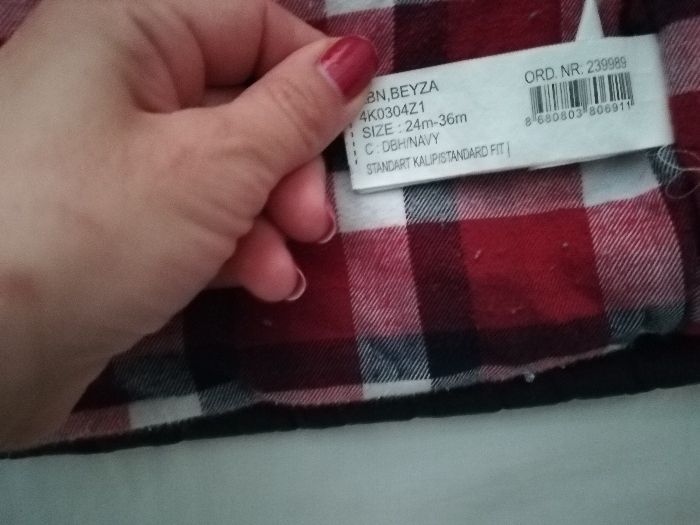 BN,BEYZA
4K0304Z1
SIZE : 24m-36m
C : DBH/NAVY
STANDART KALIP/STANDARD FIT |
ORD. NR. 239989
8 680803 806911